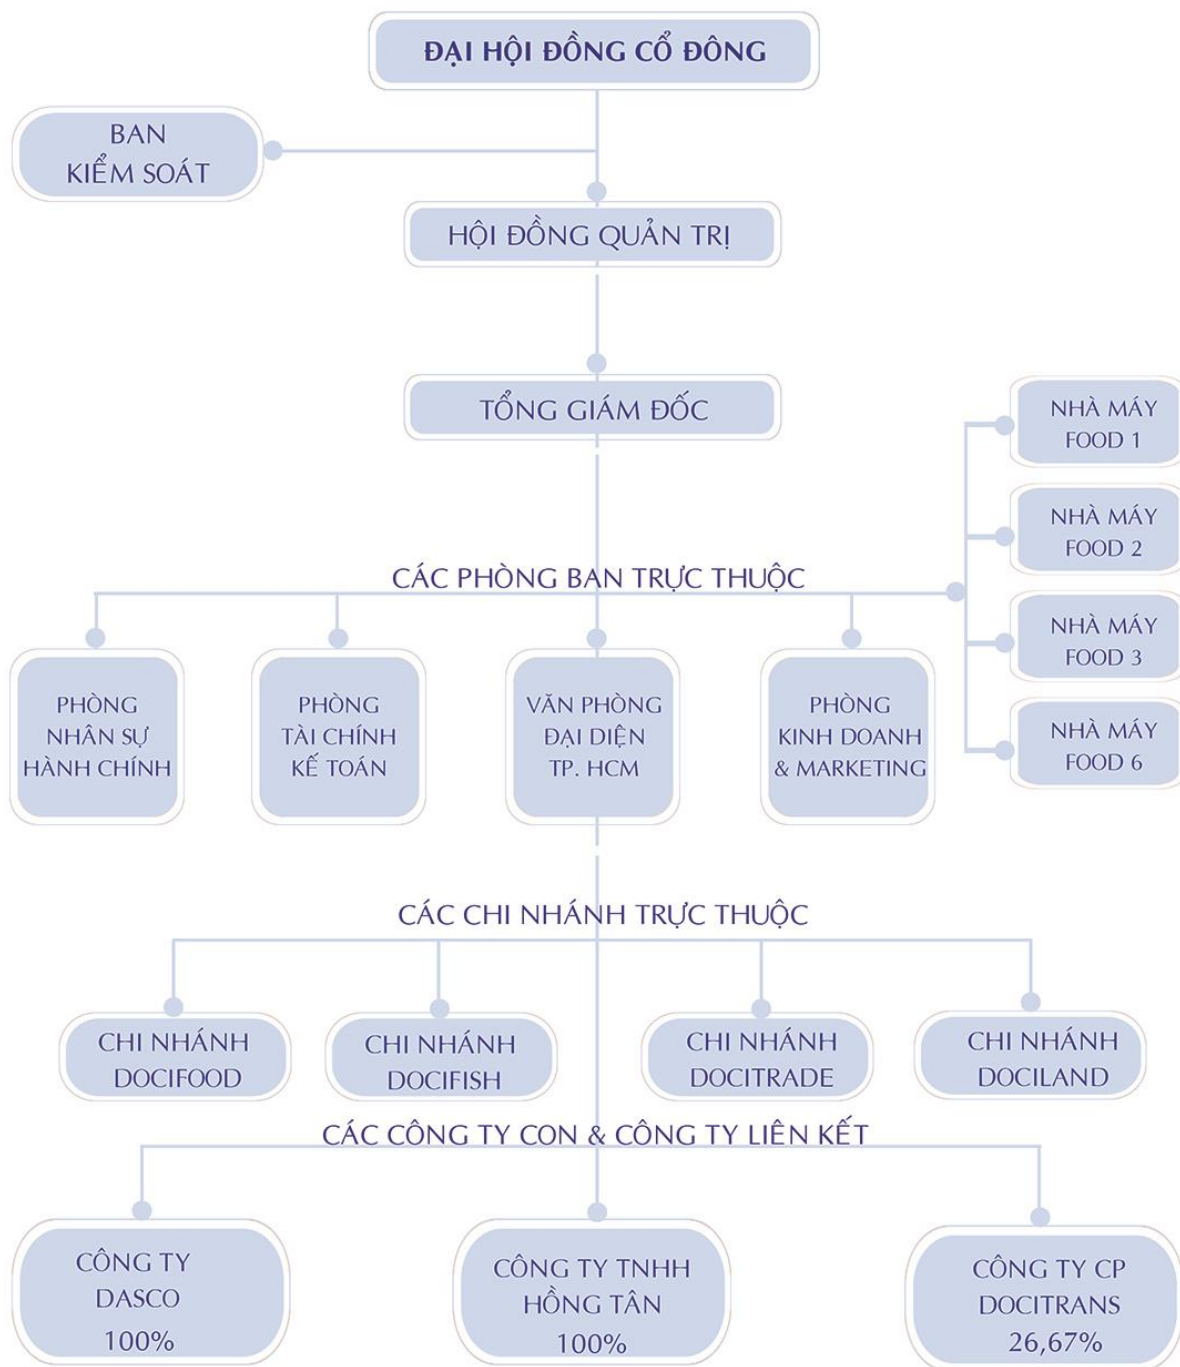 ĐẠI HỘI ĐỒNG CỔ ĐÔNG
BAN
KIỂM SOÁT
HỘI ĐỒNG QUẢN TRỊ
TỔNG GIÁM ĐỐC
NHÀ MÁY
FOOD 1
NHÀ MÁY
FOOD 2
CÁC PHÒNG BAN TRỰC THUỘC
NHÀ MÁY
FOOD 3
NHÀ MÁY
FOOD 6
PHÒNG
NHÂN SỰ
HÀNH CHÍNH
PHÒNG
TÀI CHÍNH
KẾ TOÁN
VĂN PHÒNG
ĐẠI DIỆN
TP. HCM
PHÒNG
KINH DOANH
& MARKETING
CÁC CHI NHÁNH TRỰC THUỘC
CHI NHÁNH
DOCIFOOD
CHI NHÁNH
DOCIFISH
CHI NHÁNH
DOCITRADE
CHI NHÁNH
DOCILAND
CÁC CÔNG TY CON & CÔNG TY LIÊN KẾT
CÔNG TY
DASCO
100%
CÔNG TY TNHH
HỒNG TÂN
100%
CÔNG TY CP
DOCITRANS
26,67%